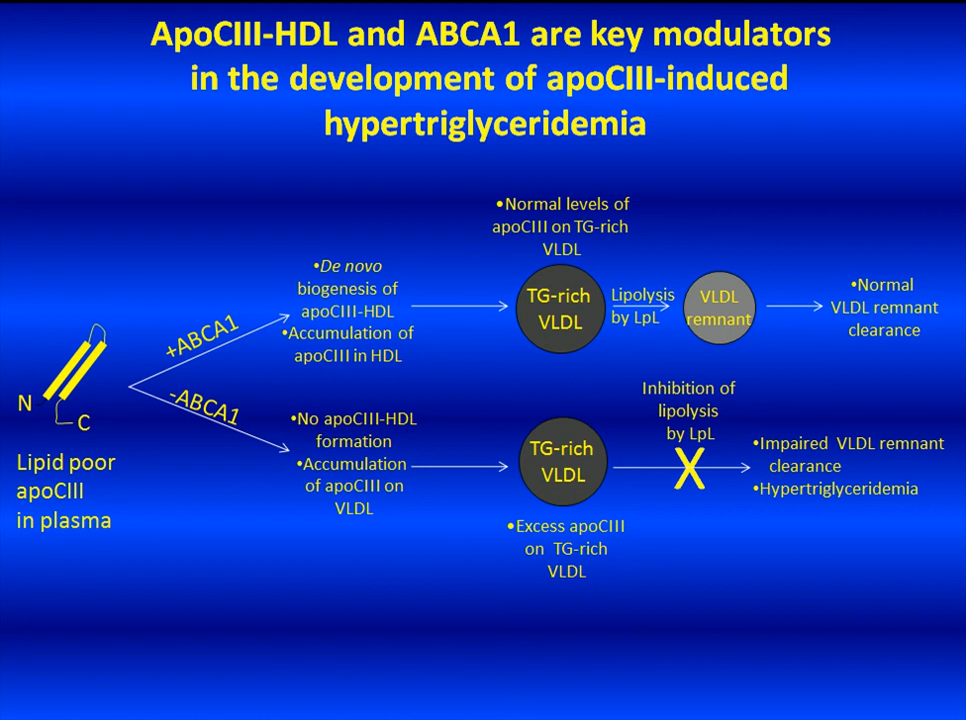 ApoCIII-HDL and ABCA1 are key modulators
in the development of apoCIII-induced
hypertriglyceridemia
N
C
Lipid poor
apoCIII
in plasma
+ABCA1
-ABCA1
•De novo
biogenesis of
apoCIII-HDL
•Accumulation of
apoCIII in HDL
•Normal levels of
apoCIII on TG-rich
VLDL
TG-rich
VLDL
Lipolysis
by LpL
VLDL
remnant
•Normal
VLDL remnant
clearance
•No apoCIII-HDL
formation
•Accumulation
of apoCIII on
VLDL
TG-rich
VLDL
•Excess apoCIII
on TG-rich
VLDL
Inhibition of
lipolysis
by LpL
X
•Impaired VLDL remnant
clearance
•Hypertriglyceridemia